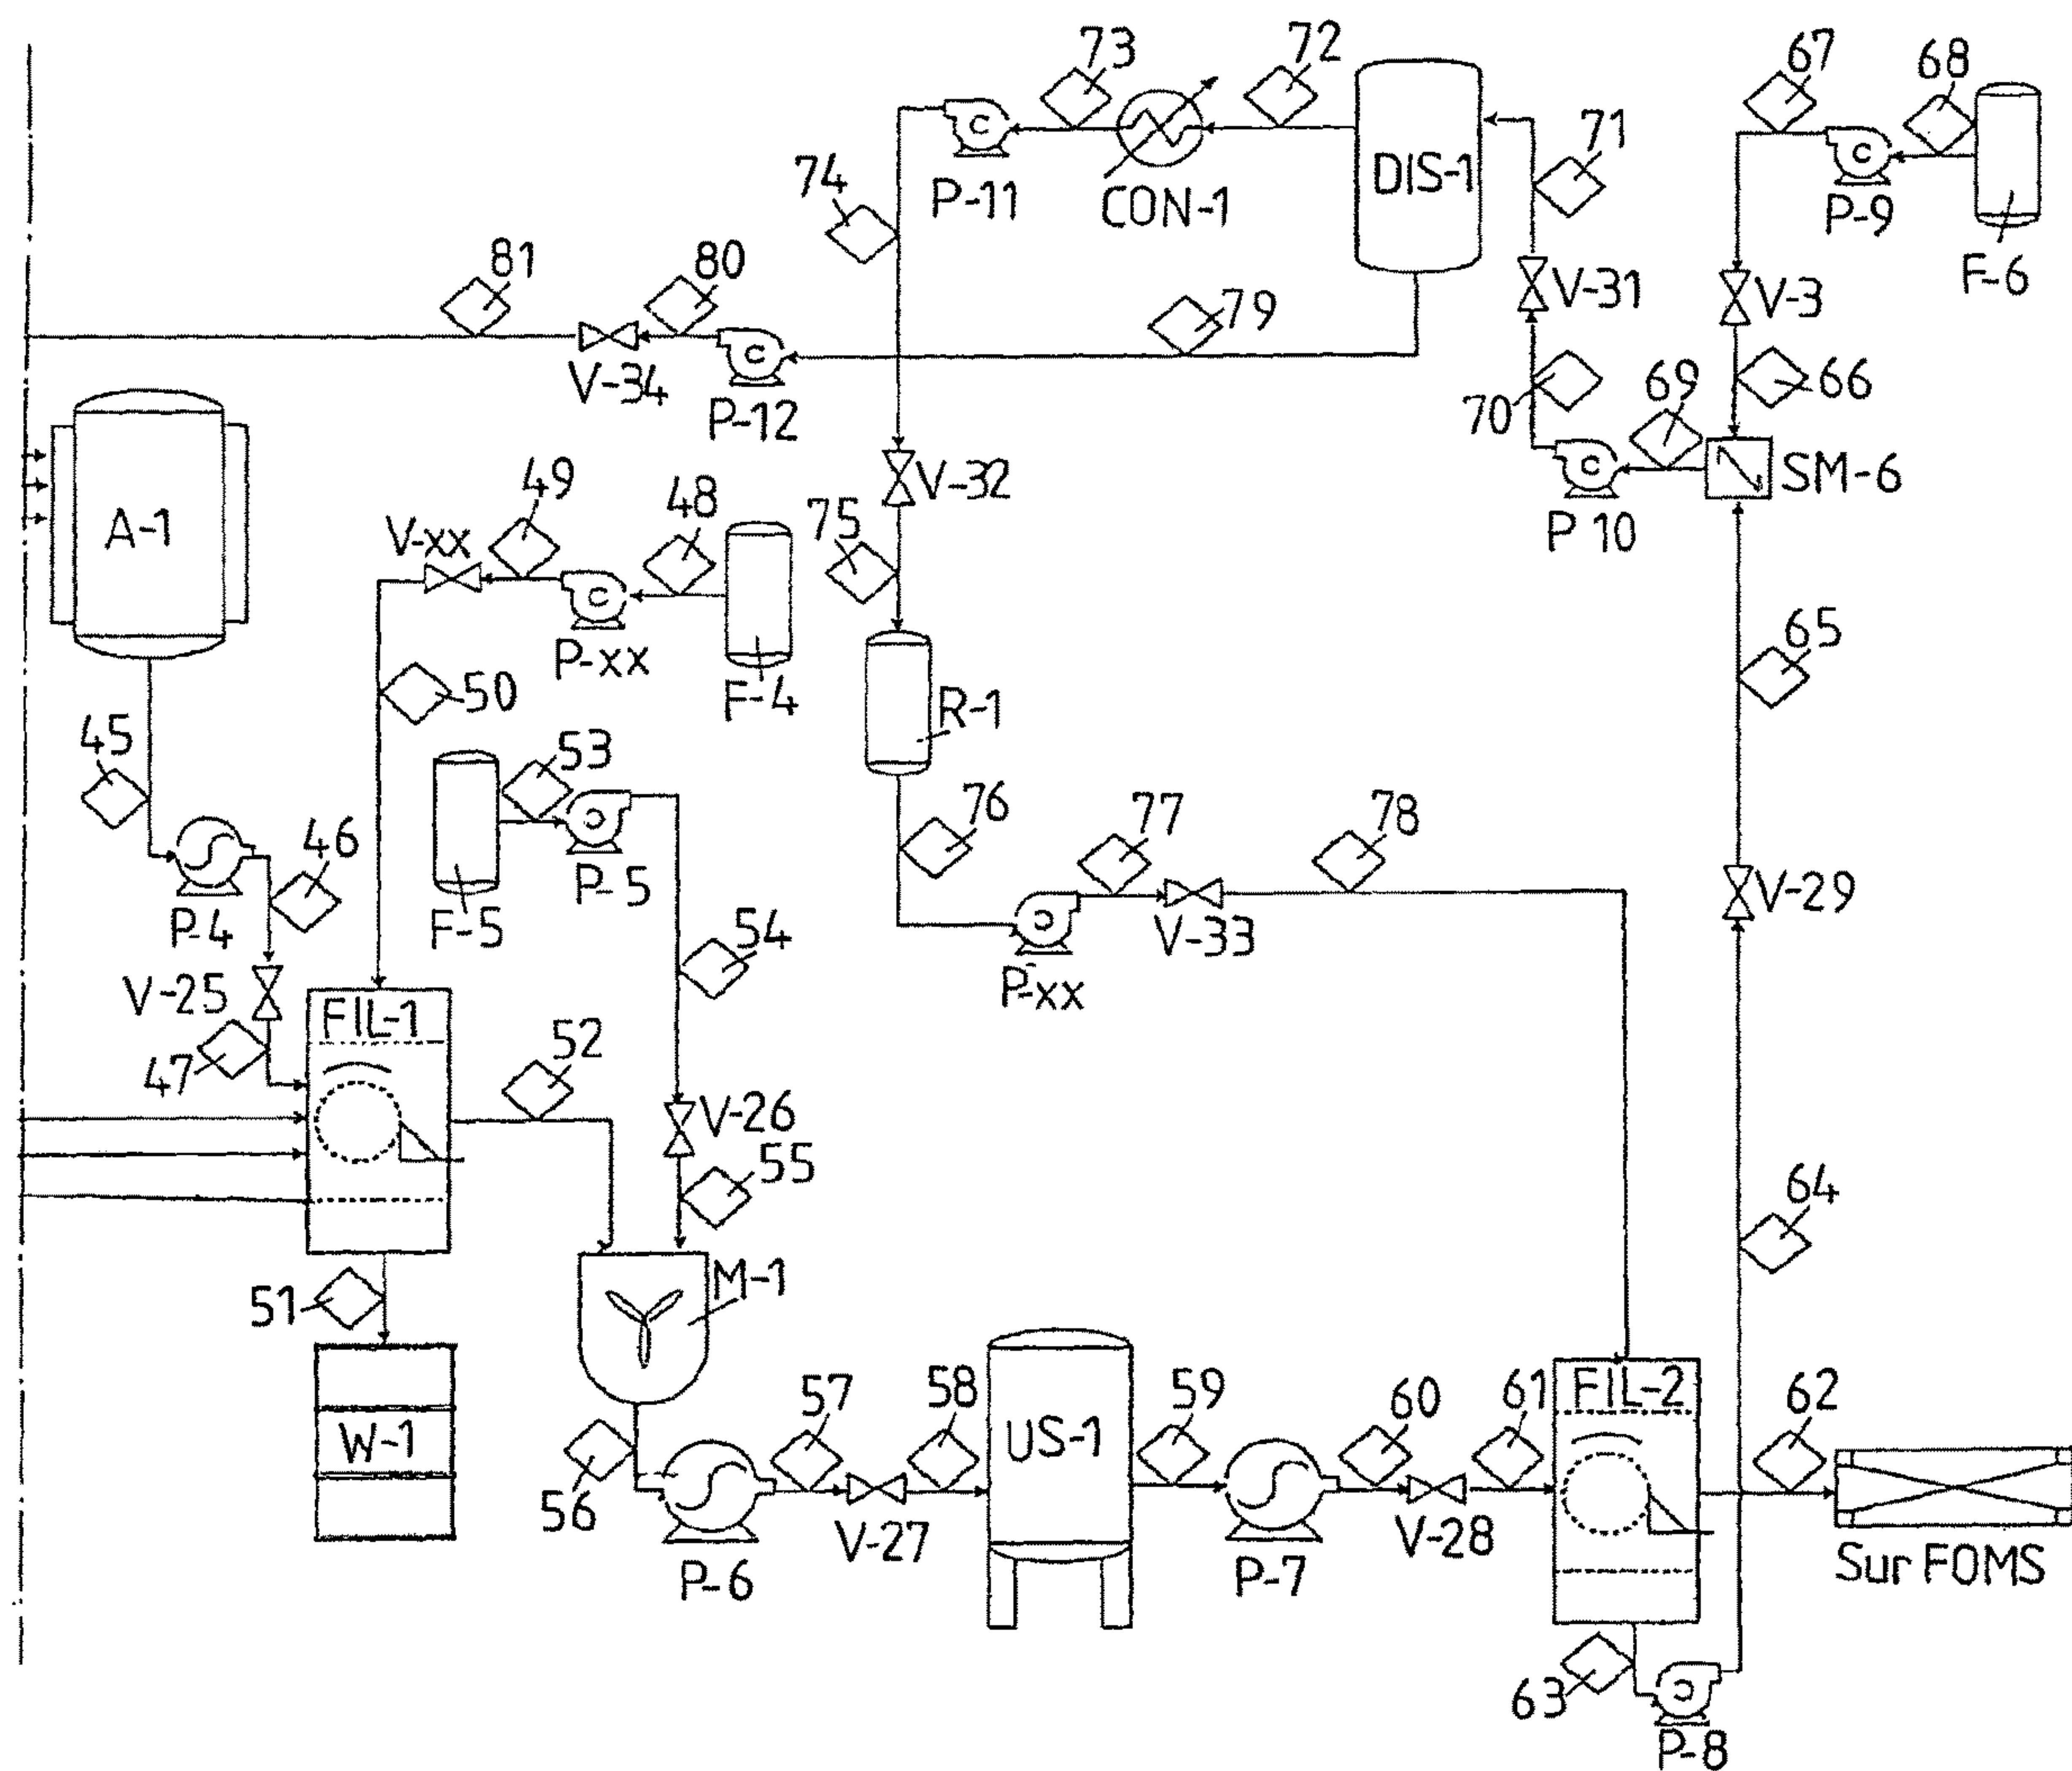 73
72
67
68
74
P-11
CON-1
DIS-1
71
P-9
F-6
81
80
79
V-31
V-3
V-34
P-12
70
69
66
A-1
49
48
V-32
P 10
SM-6
V-xx
75
P-xx
F-4
50
R-1
65
45
53
46
F-5
P-5
76
77
78
P-4
54
P-xx
V-33
V-29
V-25
FIL-1
47
52
V-26
55
64
51
M-1
W-1
56
57
58
US-1
59
60
61
FIL-2
62
P-6
V-27
P-7
V-28
Sur FOMS
63
P-8